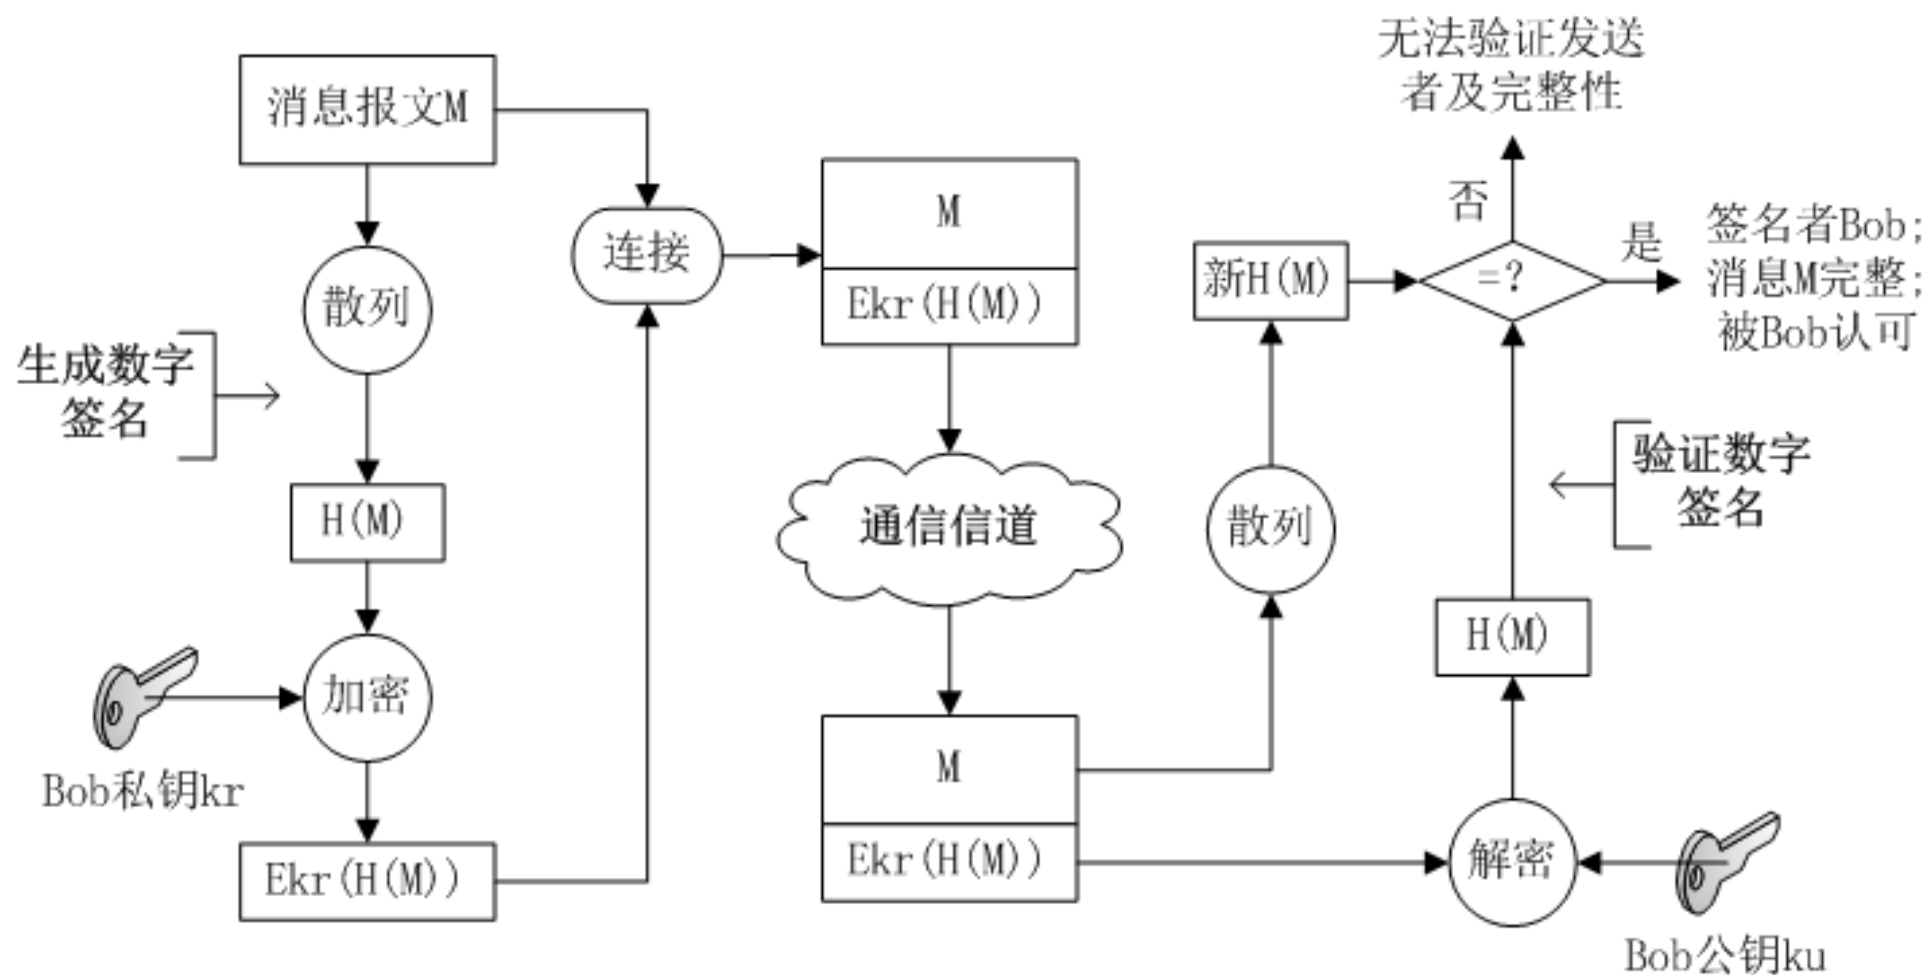 消息报文M
散列
生成数字
签名
H(M)
加密
Bob私钥kr
Ekr(H(M))
连接
M
Ekr(H(M))
通信信道
M
Ekr(H(M))
散列
新H(M)
=?
否
无法验证发送
者及完整性
是
签名者Bob;
消息M完整;
被Bob认可
验证数字
签名
H(M)
解密
Bob公钥ku